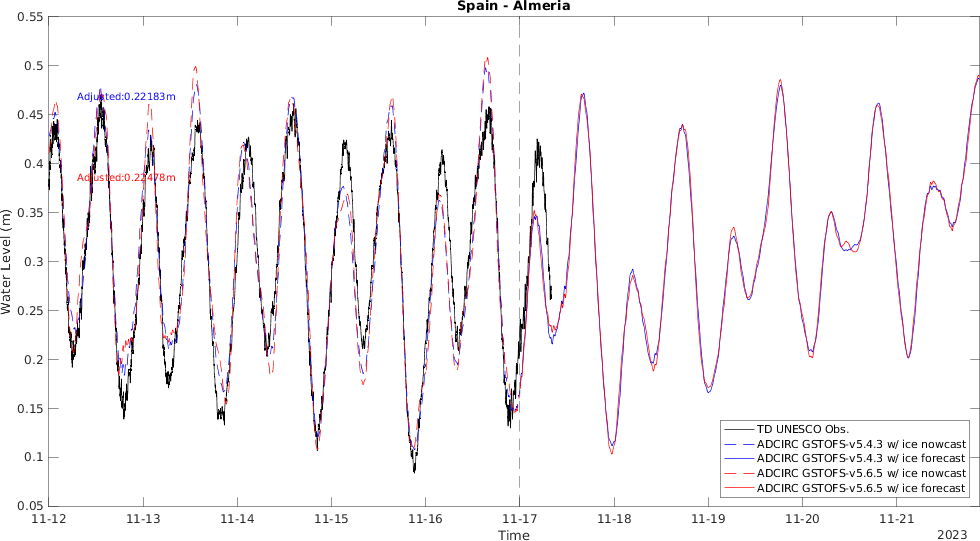 Spain - Almeria
0.55
0.5
0.45
0.4
0.35
0.3
0.25
0.2
0.15
0.1
0.05
Water Level (m)
Adjusted:0.22183m
Adjusted:0.22478m
TD UNESCO Obs.
ADCIRC GSTOFS-v5.4.3 w/ ice nowcast
ADCIRC GSTOFS-v5.4.3 w/ ice forecast
ADCIRC GSTOFS-v5.6.5 w/ ice nowcast
ADCIRC GSTOFS-v5.6.5 w/ ice forecast
11-12 11-13 11-14 11-15 11-16 11-17 11-18 11-19 11-20 11-21
Time
2023